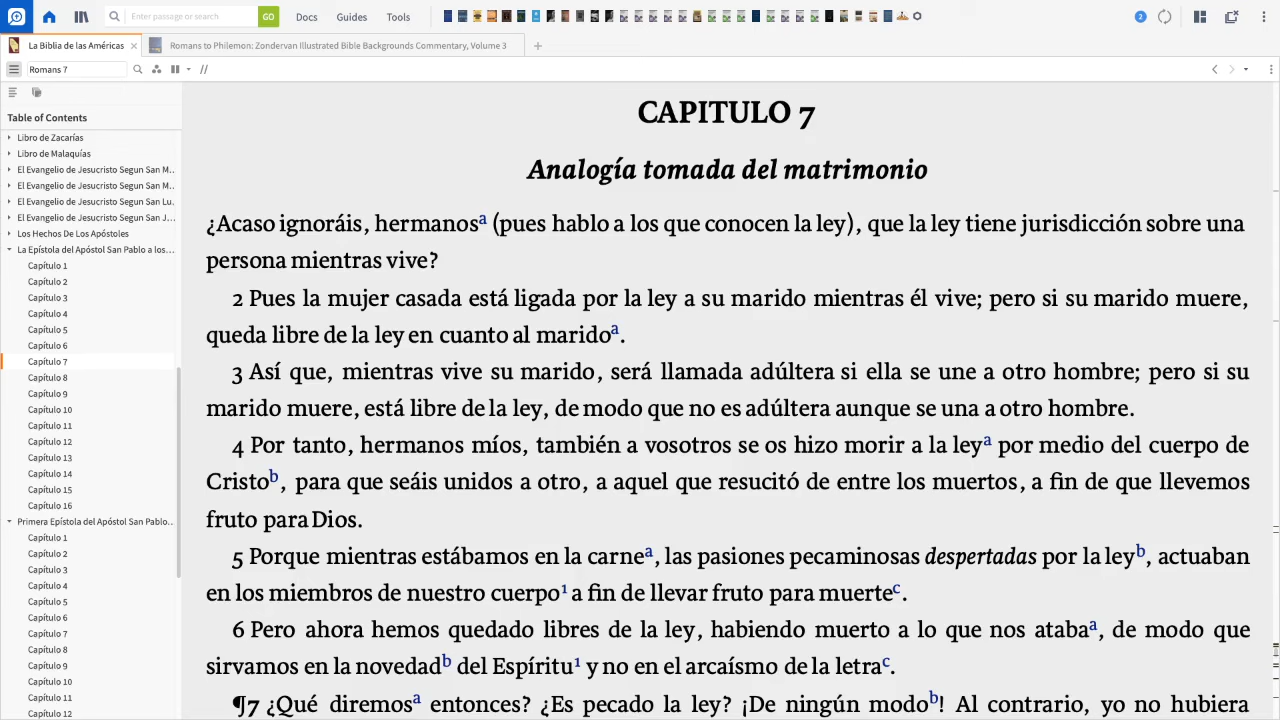 Enter passage or search
GO
Docs
Guides
Tools
2
La Biblia de las Américas
Romans to Philemon: Zondervan Illustrated Bible Backgrounds Commentary, Volume 3
Romans 7
//
Table of Contents
Libro de Zacarías
Libro de Malaquías
El Evangelio de Jesucristo Segun San M..
El Evangelio de Jesucristo Segun San M..
El Evangelio de Jesucristo Segun San Lu..
El Evangelio de Jesucristo Segun San J...
Los Hechos De Los Apóstoles
La Epístola del Apóstol San Pablo a los...
Capítulo 1
Capítulo 2
Capítulo 3
Capítulo 4
Capítulo 5
Capítulo 6
Capítulo 7
Capítulo 8
Capítulo 9
Capítulo 10
Capítulo 11
Capítulo 12
Capítulo 13
Capítulo 14
Capítulo 15
Capítulo 16
Primera Epístola del Apóstol San Pablo..
Capítulo 1
Capítulo 2
Capítulo 3
Capítulo 4
Capítulo 5
Capítulo 6
Capítulo 7
Capítulo 8
Capítulo 9
Capítulo 10
Capítulo 11
Capítulo 12
CAPITULO 7
Analogía tomada del matrimonio
¿Acaso ignoráis, hermanosa (pues hablo a los que conocen la ley), que la ley tiene jurisdicción sobre una
persona mientras vive?
2 Pues la mujer casada está ligada por la ley a su marido mientras él vive; pero si su marido muere,
queda libre de la ley en cuanto al maridoa.
3 Así que, mientras vive su marido, será llamada adúltera si ella se une a otro hombre; pero si su
marido muere, está libre de la ley, de modo que no es adúltera aunque se una a otro hombre.
4 Por tanto, hermanos míos, también a vosotros se os hizo morir a la leya por medio del cuerpo de
Cristob, para que seáis unidos a otro, a aquel que resucitó de entre los muertos, a fin de que llevemos
fruto para Dios.
5 Porque mientras estábamos en la carnea, las pasiones pecaminosas despertadas por la leyb, actuaban
en los miembros de nuestro cuerpo1 a fin de llevar fruto para muertec.
6 Pero ahora hemos quedado libres de la ley, habiendo muerto a lo que nos atabaa, de modo que
sirvamos en la novedadb del Espíritu1 y no en el arcaísmo de la letrac.
¶7 ¿Qué diremosa entonces? ¿Es pecado la ley? ¡De ningún modob! Al contrario, yo no hubiera